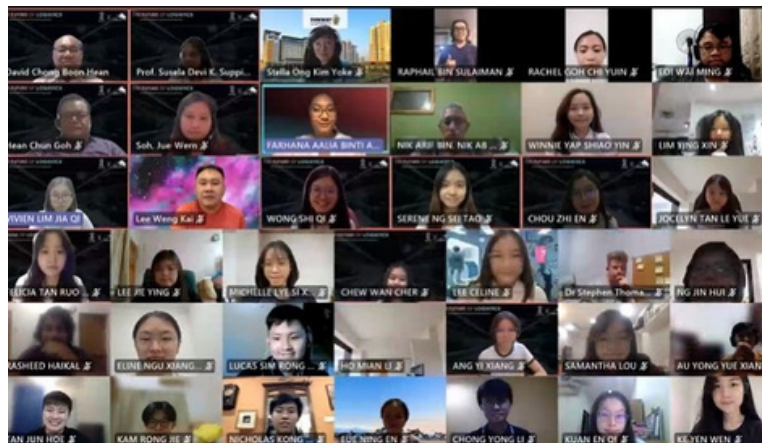 David Chong Boon Hean
Prof. Susela Devi K. Suppi...
Stella Ong Kim Yoke
RAPHAIL BIN SULAIMAN
RACHEL GOH CHI YUIN
LOI WAI MING
Hean Chun Goh
Soh, Jue Wern
FARHANA AALIA BINTI A...
NIK ARIF BIN. NIK AB ...
WINNIE YAP SHIAO YIN
LIM YING XIN
VIVIEN LIM JIA QI
Lee Weng Kai
WONG SHI QI
SERENE NG SEI TAO
CHOU ZHI EN
JOCELYN TAN LE YUE
FELICIA TAN RUO ...
LEE JIE YING
MICHELLE LYE SI X...
CHEW WAN CHER
LEE CELINE
Dr Stephen Thoma...
NG JIN HUI
RASHEED HAIKAL
ELINE NGU XIANG...
LUCAS SIM RONG ...
HO MIAN LI
ANG YI XIANG
SAMANTHA LOU
AU YONG YUE XIAN
TAN JUN HOE
KAM RONG JIE
NICHOLAS KONG ...
CHONG YONG LI
KUAN EN QI
KE YEN WEN